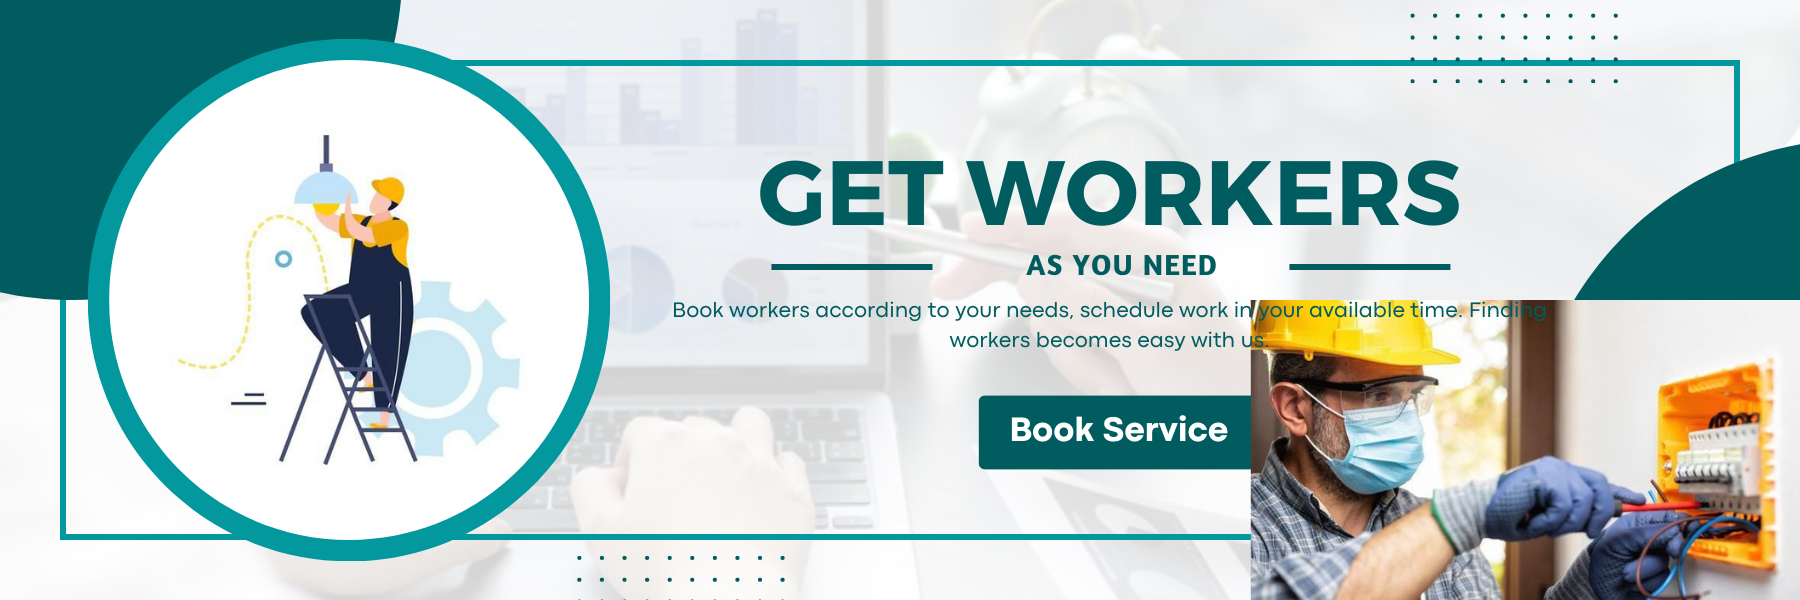 GET WORKERS
AS YOU NEED
Book workers according to your needs, schedule work in your available time. Finding
workers becomes easy with us.
Book Service